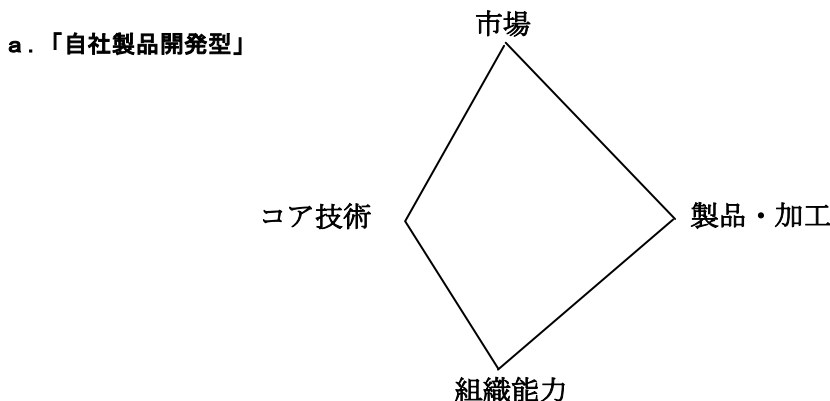 市場
a．「自社製品開発型」
コア技術
製品・加工
組織能力